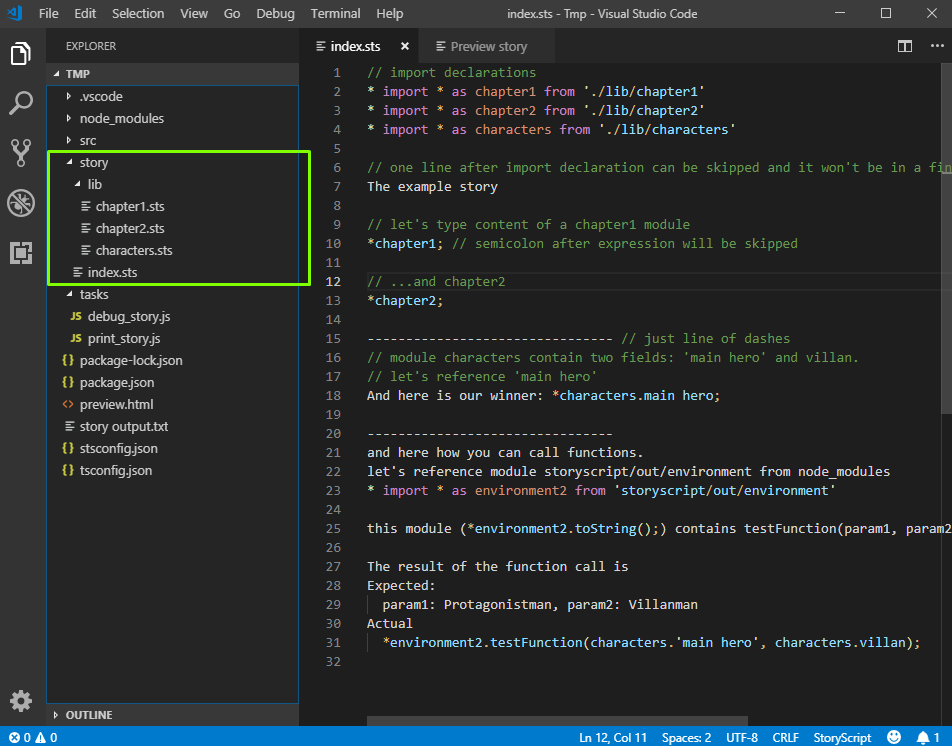 File Edit Selection View Go Debug Terminal Help index.sts - Tmp - Visual Studio Code
EXPLORER
TMP
.vscode
node_modules
src
story
lib
chapter1.sts
chapter2.sts
characters.sts
index.sts
tasks
JS debug_story.js
JS print_story.js
{} package-lock.json
{} package.json
<> preview.html
story output.txt
{} stsconfig.json
{} tsconfig.json
OUTLINE
index.sts × Preview story
1 // import declarations
2 * import * as chapter1 from './lib/chapter1'
3 * import * as chapter2 from './lib/chapter2'
4 * import * as characters from './lib/characters'
5
6 // one line after import declaration can be skipped and it won't be in a fin
7 The example story
8
9 // let's type content of a chapter1 module
10 *chapter1; // semicolon after expression will be skipped
11
12 // ...and chapter2
13 *chapter2;
14
15 -------------------------------- // just line of dashes
16 // module characters contain two fields: 'main hero' and villan.
17 // let's reference 'main hero'
18 And here is our winner: *characters.main hero;
19
20 --------------------------------
21 and here how you can call functions.
22 let's reference module storyscript/out/environment from node_modules
23 * import * as environment2 from 'storyscript/out/environment'
24
25 this module (*environment2.toString();) contains testFunction(param1, param2
26
27 The result of the function call is
28 Expected:
29 param1: Protagonistman, param2: Villanman
30 Actual
31 *environment2.testFunction(characters.'main hero', characters.villan);
32
0 0 Ln 12, Col 11 Spaces: 2 UTF-8 CRLF StoryScript 1